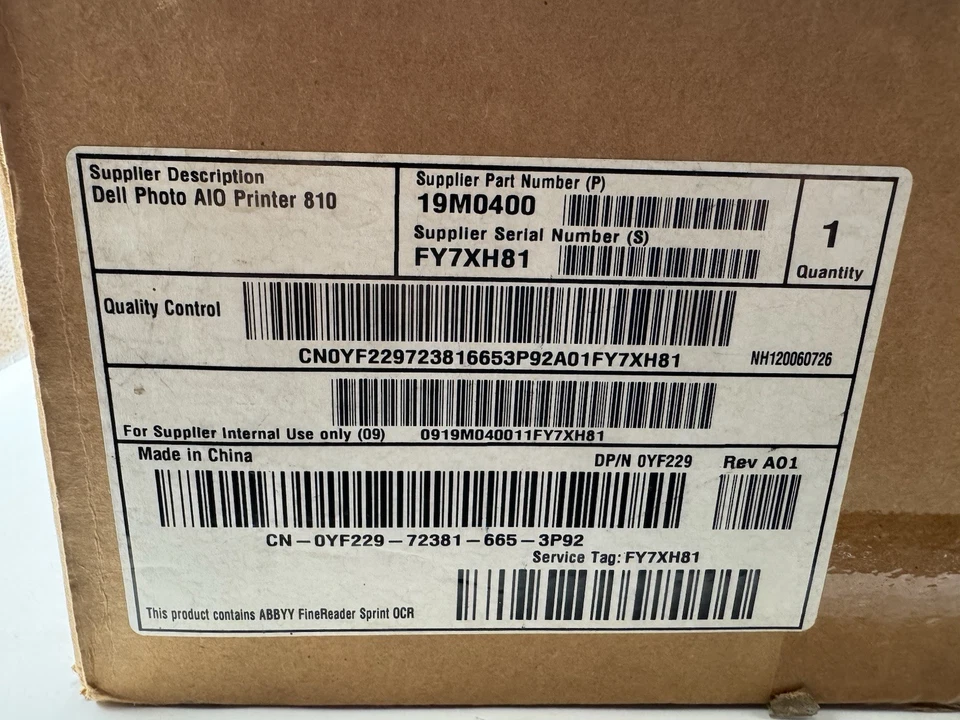 Supplier Description
Dell Photo AIO Printer 810
Supplier Part Number (P)
19M0400
Supplier Serial Number (S)
FY7XH81
1
Quantity
Quality Control
CN0YF229723816653P92A01FY7XH81
NH120060726
For Supplier Internal Use only (09)
0919M040011FY7XH81
Made in China
DP/N 0YF229
Rev A01
CN-0YF229-72381-665-3P92
Service Tag: FY7XH81
This product contains ABBYY FineReader Sprint OCR